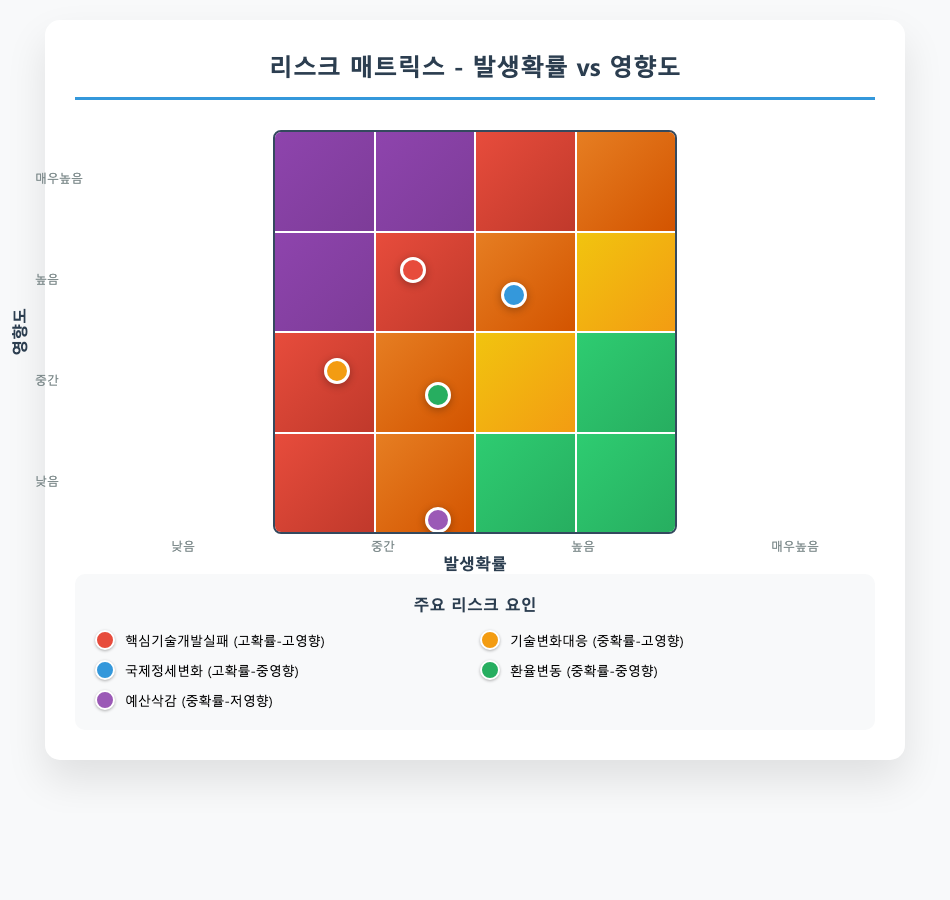 리스크 매트릭스 - 발생확률 vs 영향도
매우높음
높음
영향도
중간
낮음
낮음 중간 높음 매우높음
발생확률
주요 리스크 요인
핵심기술개발실패 (고확률-고영향) 기술변화대응 (중확률-고영향)
국제정세변화 (고확률-중영향) 환율변동 (중확률-중영향)
예산삭감 (중확률-저영향)